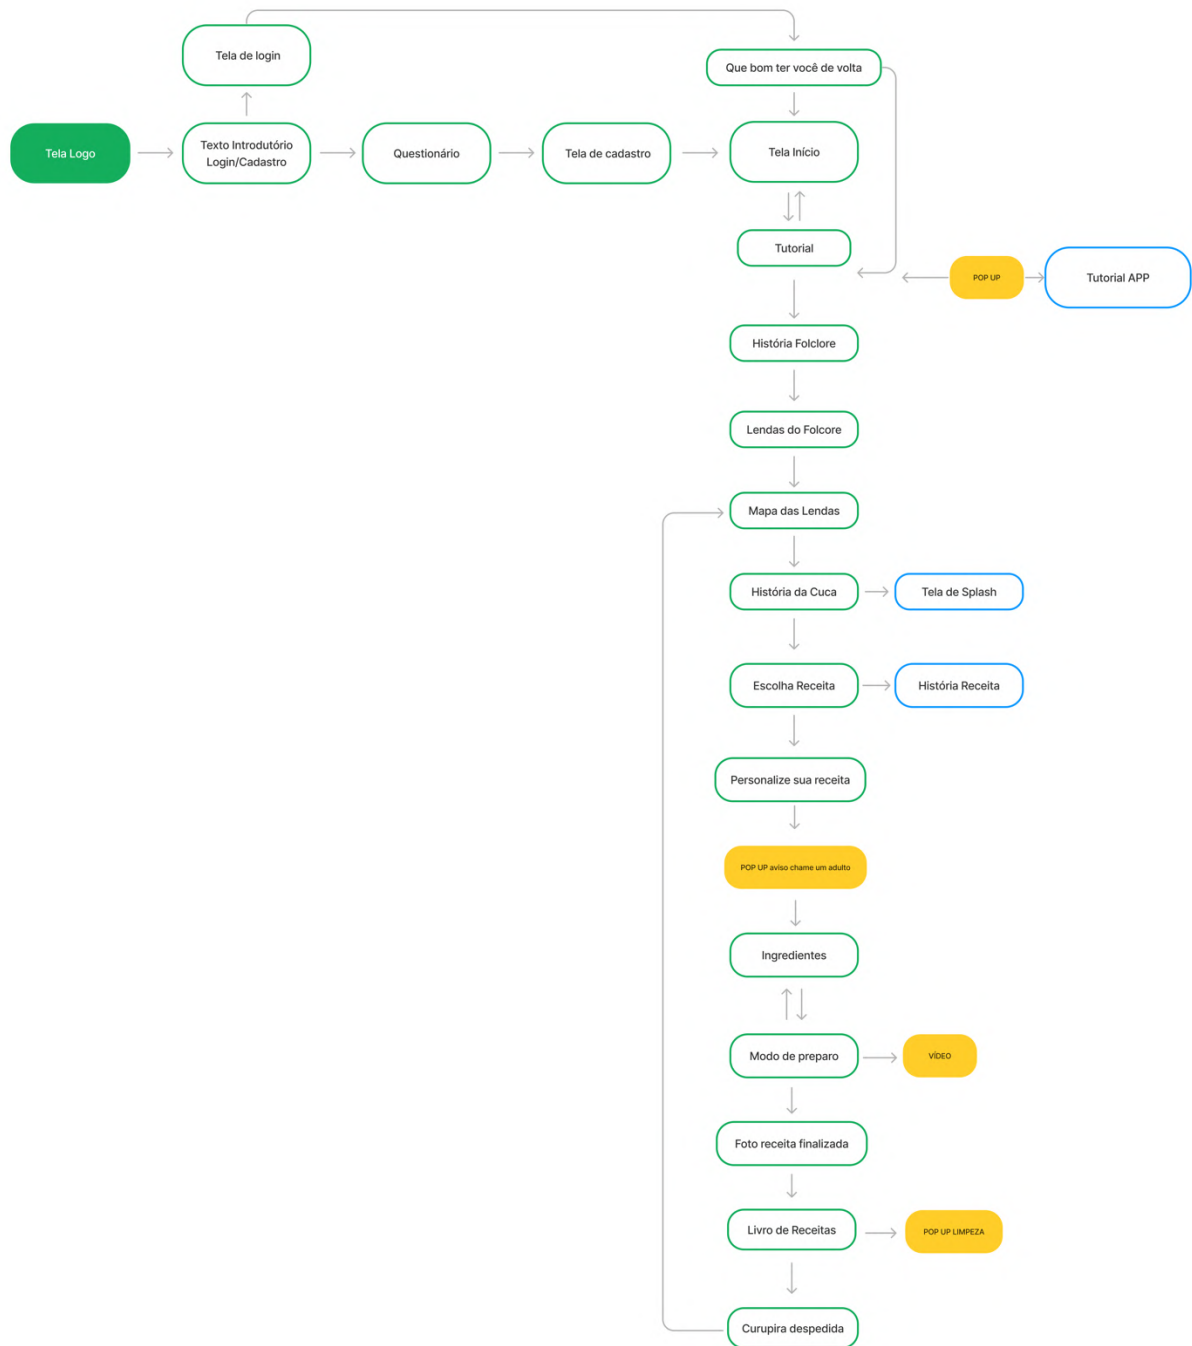 Tela de login
Que bom ter você de volta
Tela Logo
Texto Introdutório
Login/Cadastro
Questionário
Tela de cadastro
Tela Início
Tutorial
POP UP
Tutorial APP
História Folclore
Lendas do Folcore
Mapa das Lendas
História da Cuca
Tela de Splash
Escolha Receita
História Receita
Personalize sua receita
POP UP aviso chame um adulto
Ingredientes
Modo de preparo
VÍDEO
Foto receita finalizada
Livro de Receitas
POP UP LIMPEZA
Curupira despedida